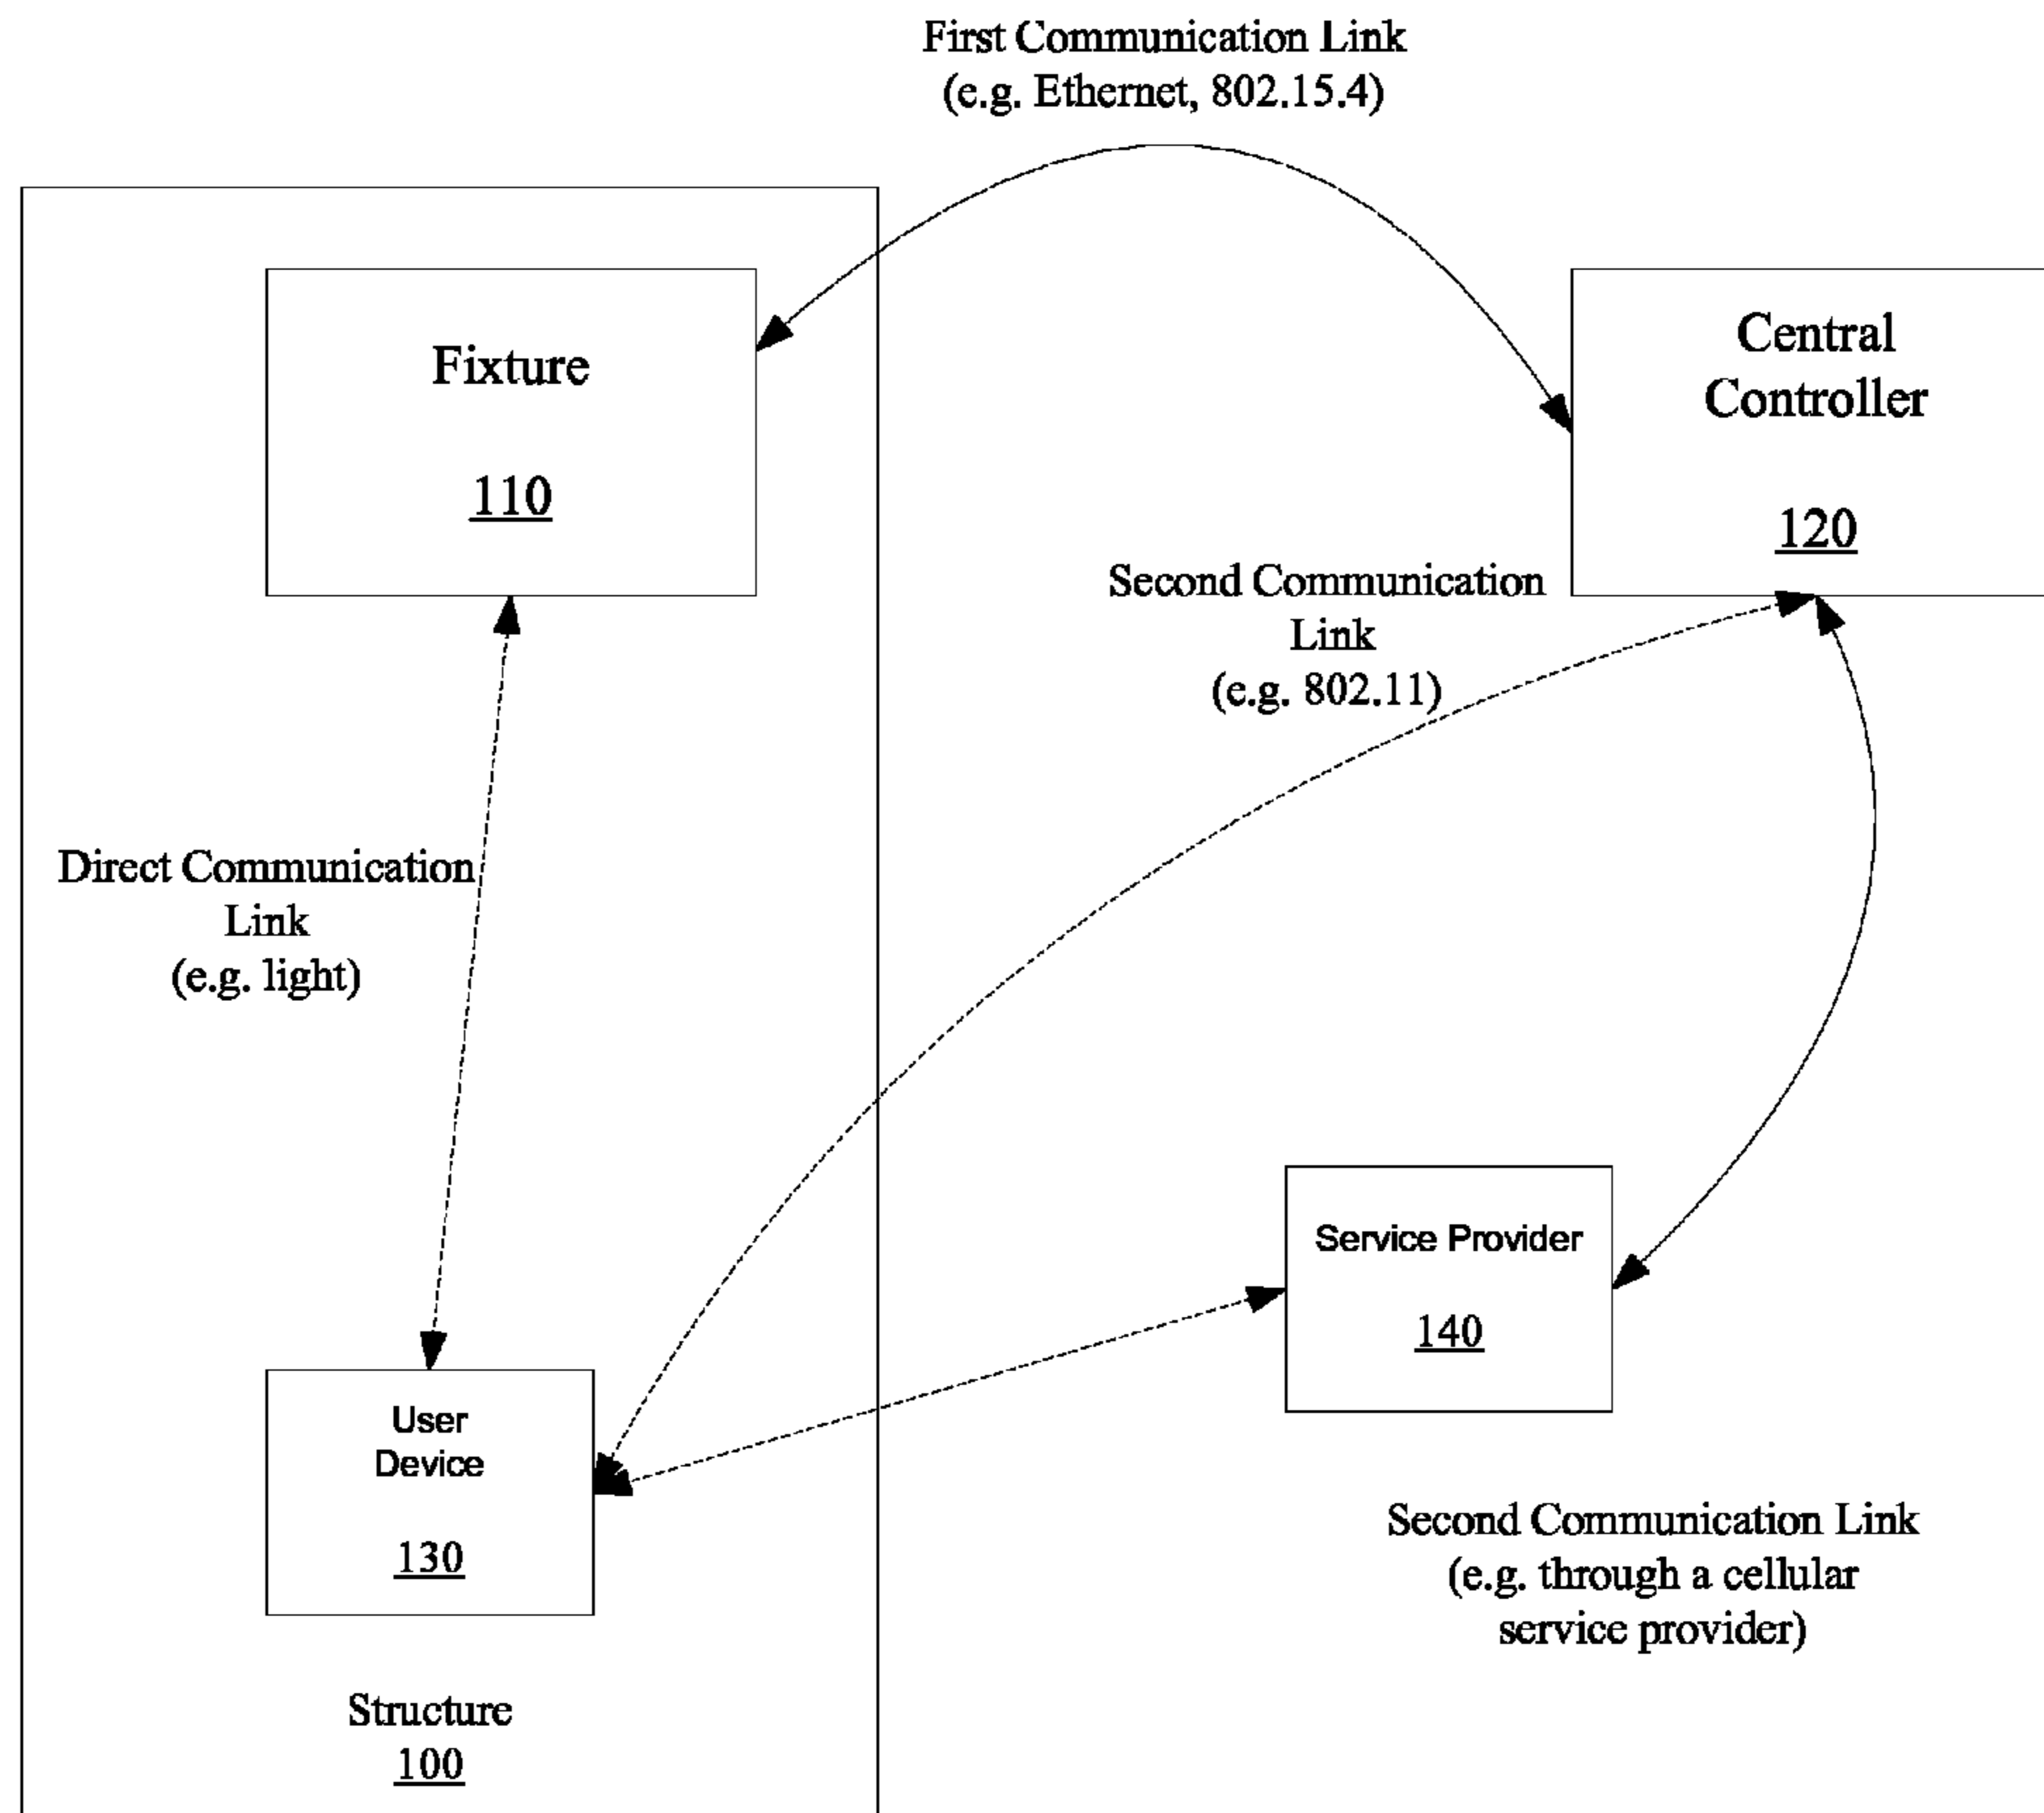 First Communication Link
(e.g. Ethernet, 802.15.4)
Fixture
110
Central
Controller
120
Second Communication
Link
(e.g. 802.11)
Direct Communication
Link
(e.g. light)
Service Provider
140
User
Device
130
Second Communication Link
(e.g. through a cellular
service provider)
Structure
100